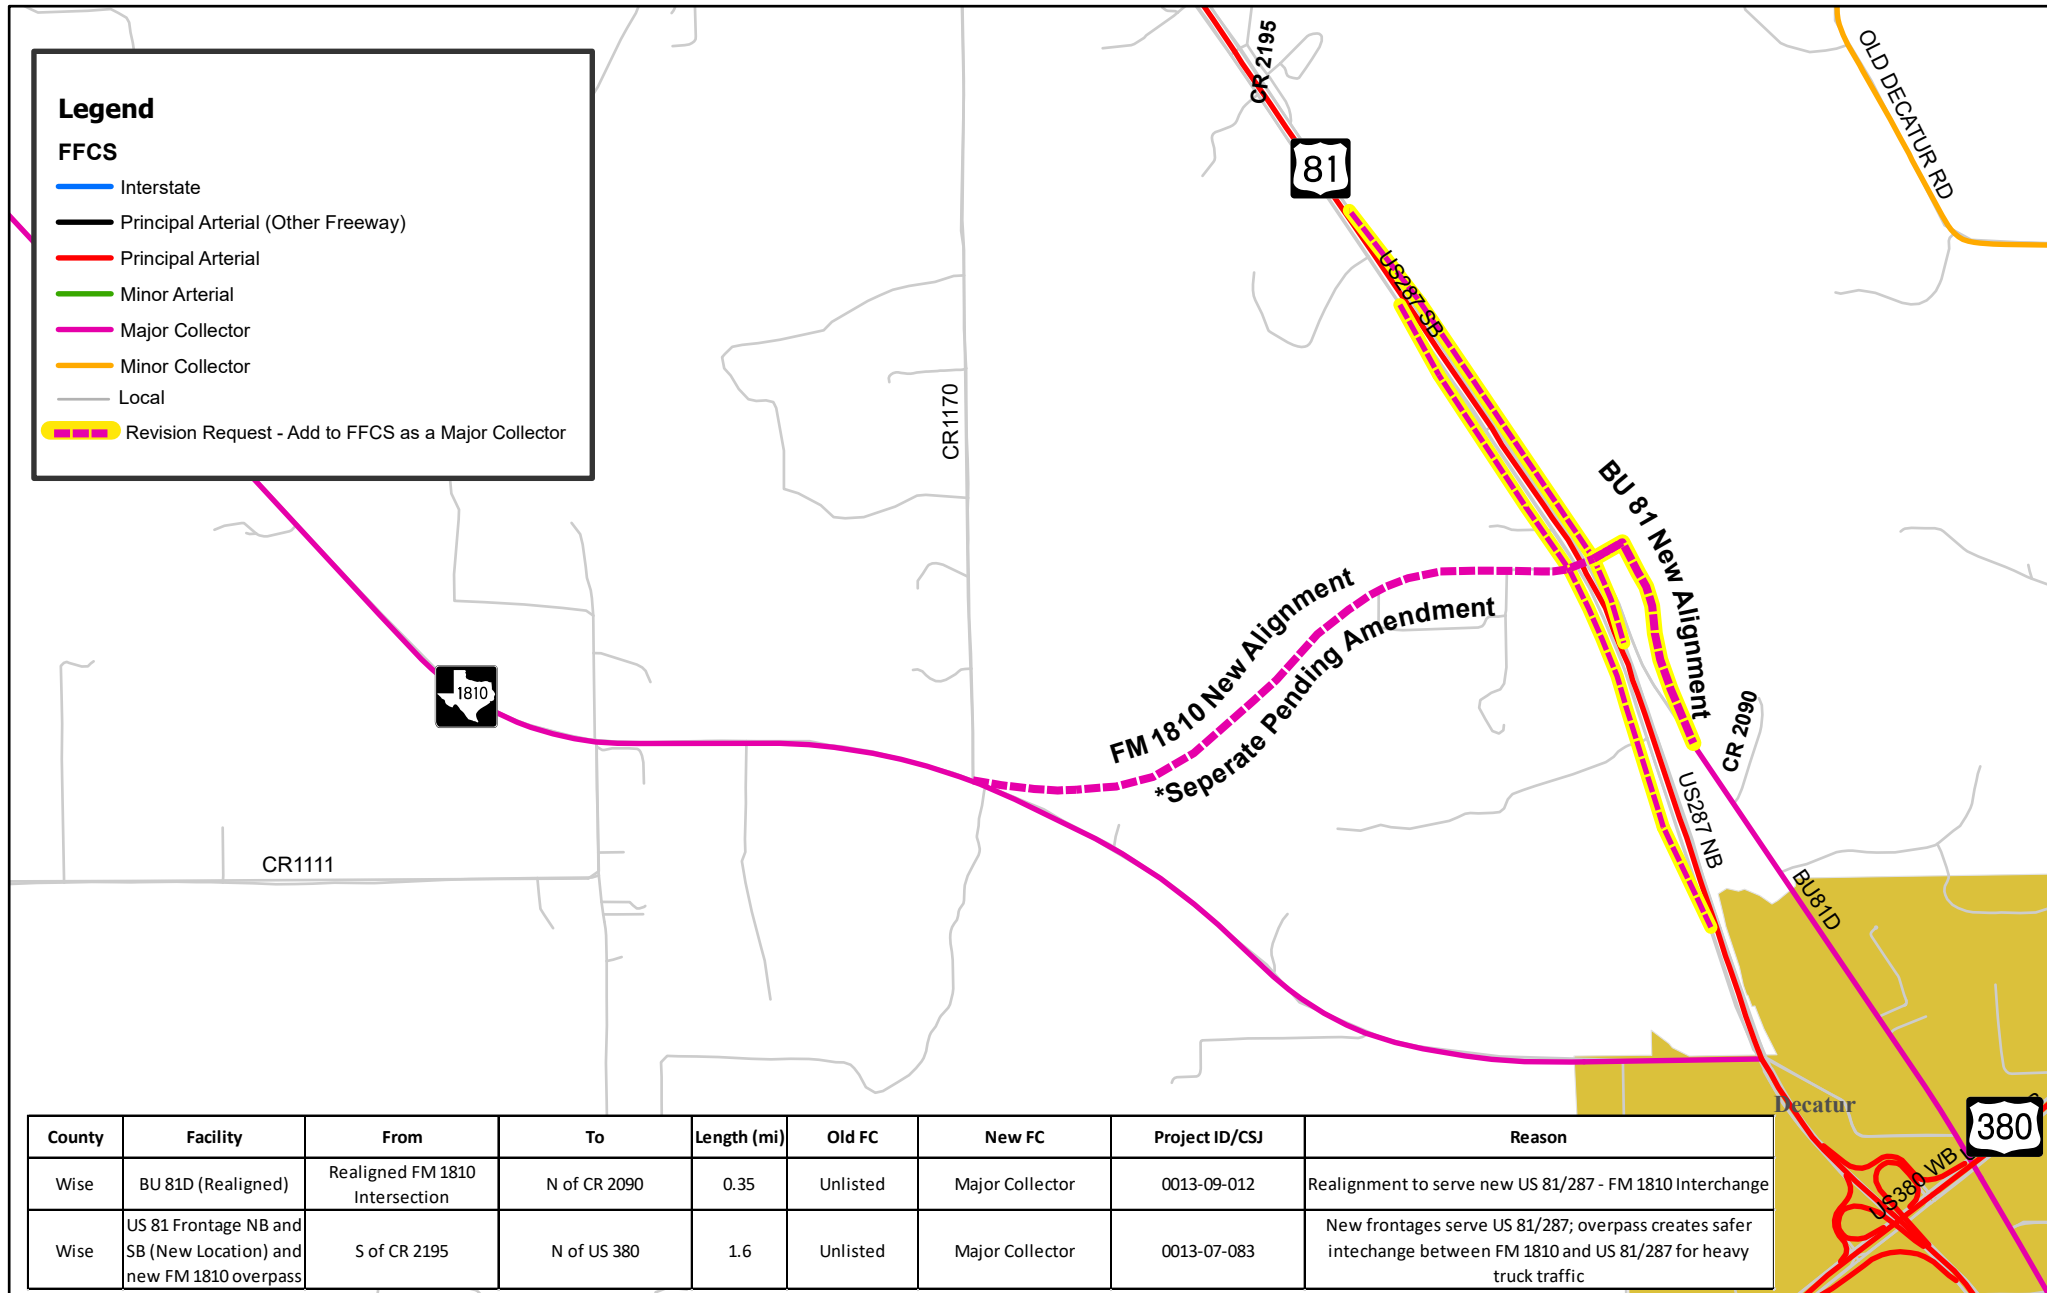 Legend
FFCS
Interstate
Principal Arterial (Other Freeway)
Principal Arterial
Minor Arterial
Major Collector
Minor Collector
Local
Revision Request - Add to FFCS as a Major Collector
CR 2195
OLD DECATUR RD
81
US287 SB
CR1170
BU 81 New Alignment
FM 1810 New Alignment
*Seperate Pending Amendment
1810
CR 2090
US287 NB
CR1111
BU81D
Decatur
380
US380 WB
County Facility From To Length (mi) Old FC New FC Project ID/CSJ Reason
Wise BU 81D (Realigned) Realigned FM 1810
Intersection N of CR 2090 0.35 Unlisted Major Collector 0013-09-012 Realignment to serve new US 81/287 - FM 1810 Interchange
Wise US 81 Frontage NB and
SB (New Location) and
new FM 1810 overpass S of CR 2195 N of US 380 1.6 Unlisted Major Collector 0013-07-083 New frontages serve US 81/287; overpass creates safer
intechange between FM 1810 and US 81/287 for heavy
truck traffic